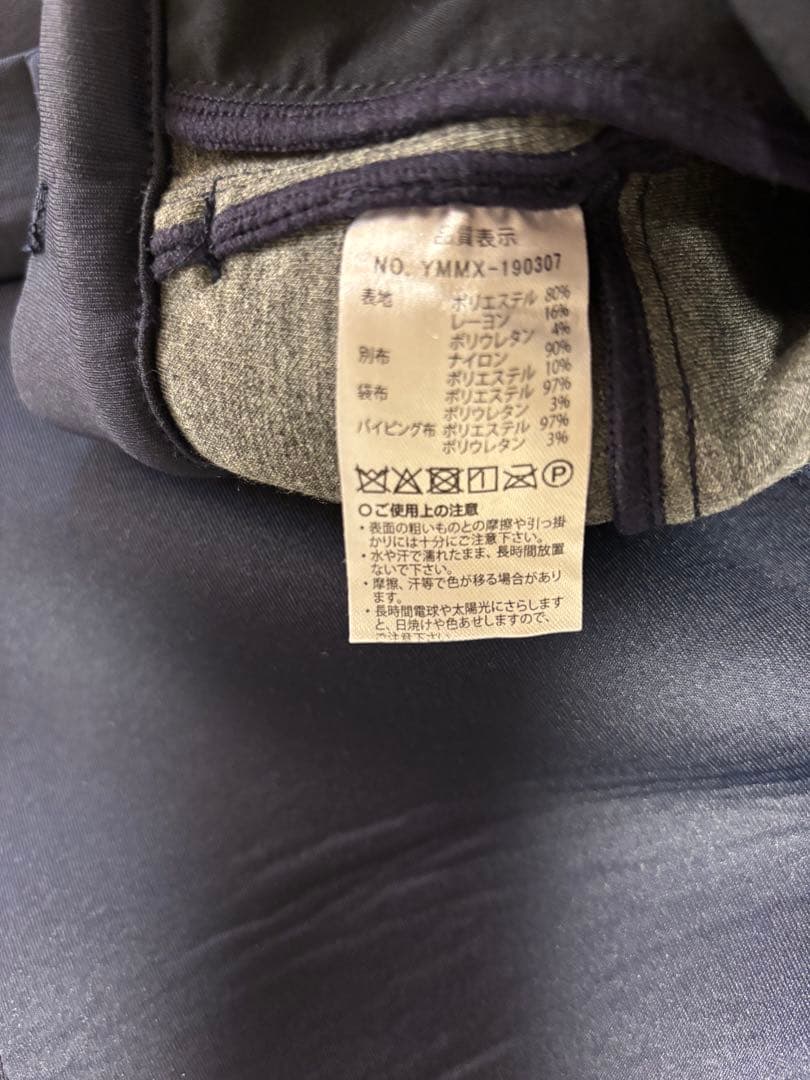 品質表示
NO. YMMX-190307
表地 ポリエステル 80%
レーヨン 16%
ポリウレタン 4%
別布 ナイロン 90%
ポリエステル 10%
袋布 ポリエステル 97%
ポリウレタン 3%
パイピング布 ポリエステル 97%
ポリウレタン 3%
P
○ご使用上の注意
・表面の粗いものとの摩擦や引っ掛
かりには十分にご注意下さい。
・水や汗で濡れたまま、長時間放置
ないで下さい。
・摩擦、汗等で色が移る場合があり
ます。
・長時間電球や太陽光にさらします
と、日焼けや色あせしますので、
ご注意下さい。